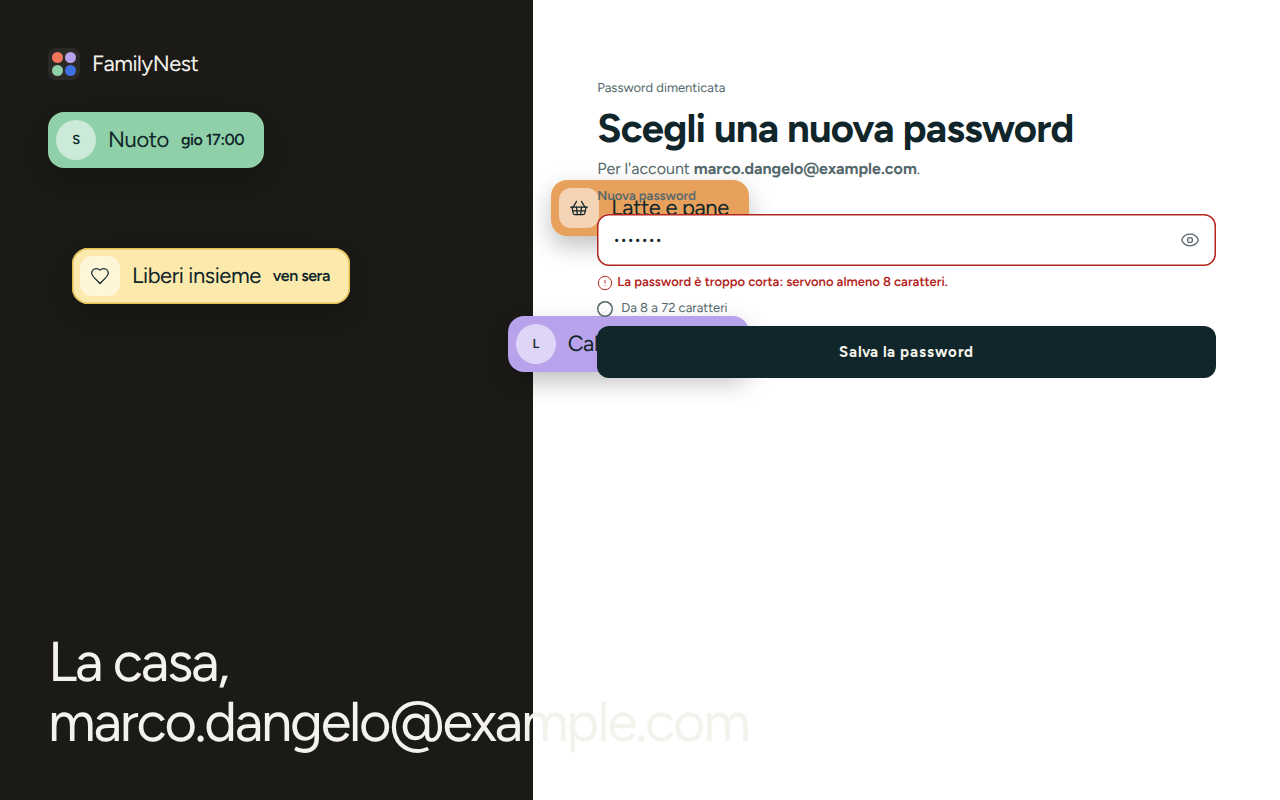 FamilyNest
S Nuoto gio 17:00
Liberi insieme ven sera
La casa,
marco.dangelo@example.com
Password dimenticata
Scegli una nuova password
Per l'account marco.dangelo@example.com.
Nuova password
Latte e pane
•••••••
La password è troppo corta: servono almeno 8 caratteri.
Da 8 a 72 caratteri
L
Salva la password